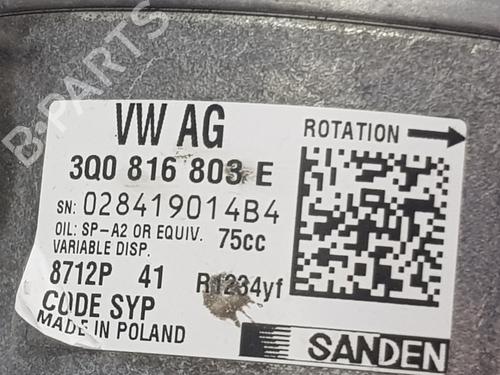 B-PARTS
VW AG
ROTATION
3Q0 816 803 E
SN: 028419014B4
OIL: SP-A2 OR EQUIV. 75cc
VARIABLE DISP.
8712P 41 R1234yf
CODE SYP
MADE IN POLAND
SANDEN